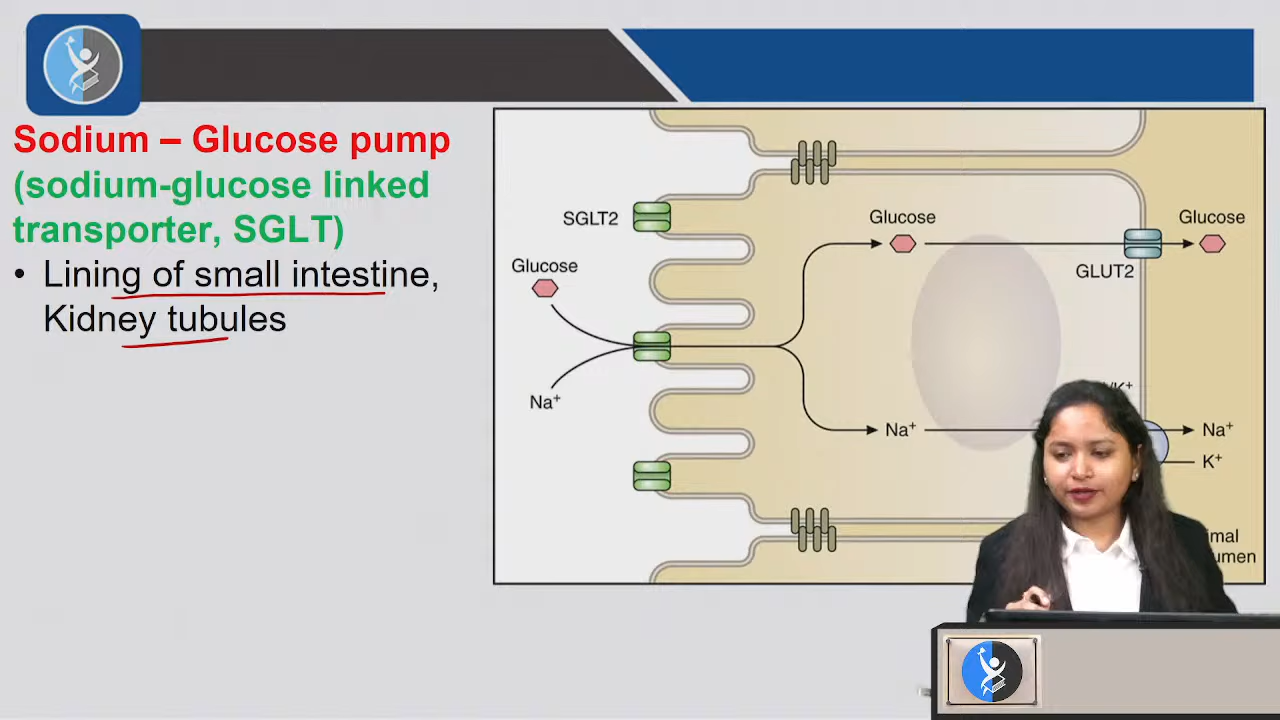 Sodium – Glucose pump
(sodium-glucose linked
transporter, SGLT)
• Lining of small intestine,
Kidney tubules
SGLT2
Glucose
Glucose
Glucose
GLUT2
Na⁺
Na⁺
K⁺
Na⁺
K⁺